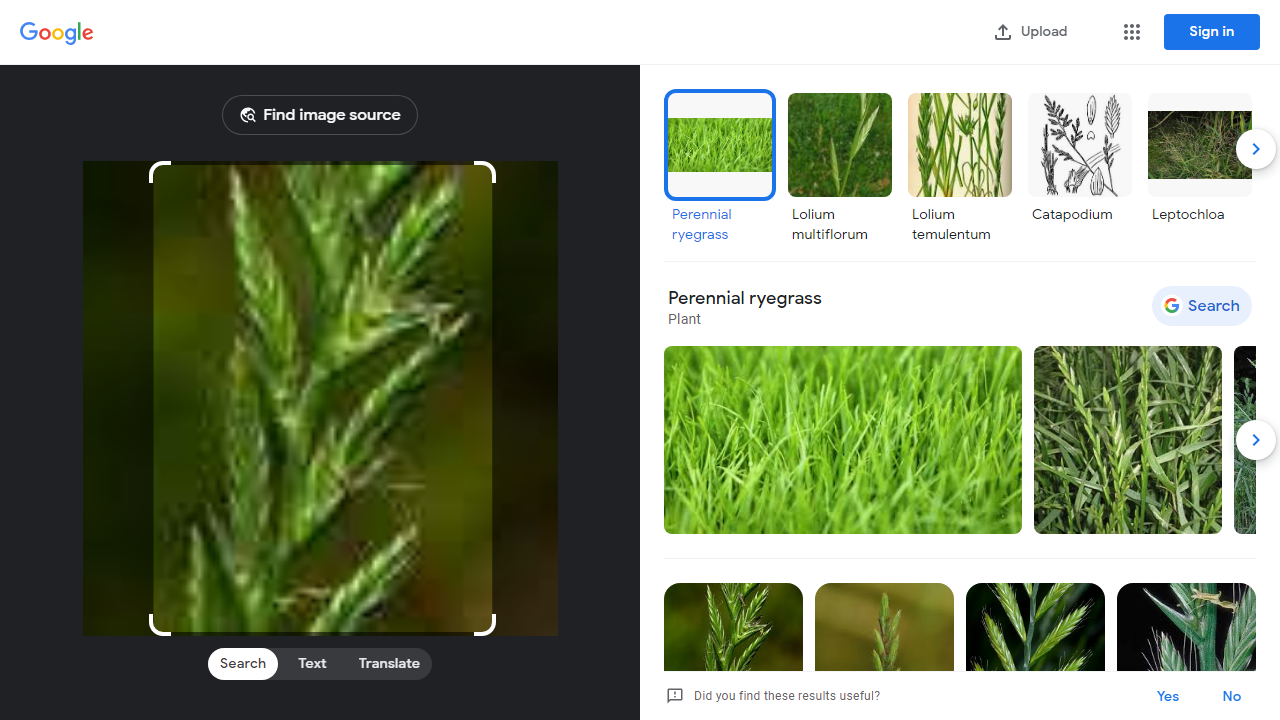 Google
Upload
Sign in
Find image source
Search
Text
Translate
Perennial
ryegrass
Lolium
multiflorum
Lolium
temulentum
Catapodium
Leptochloa
Perennial ryegrass
Plant
Search
Did you find these results useful?
Yes
No